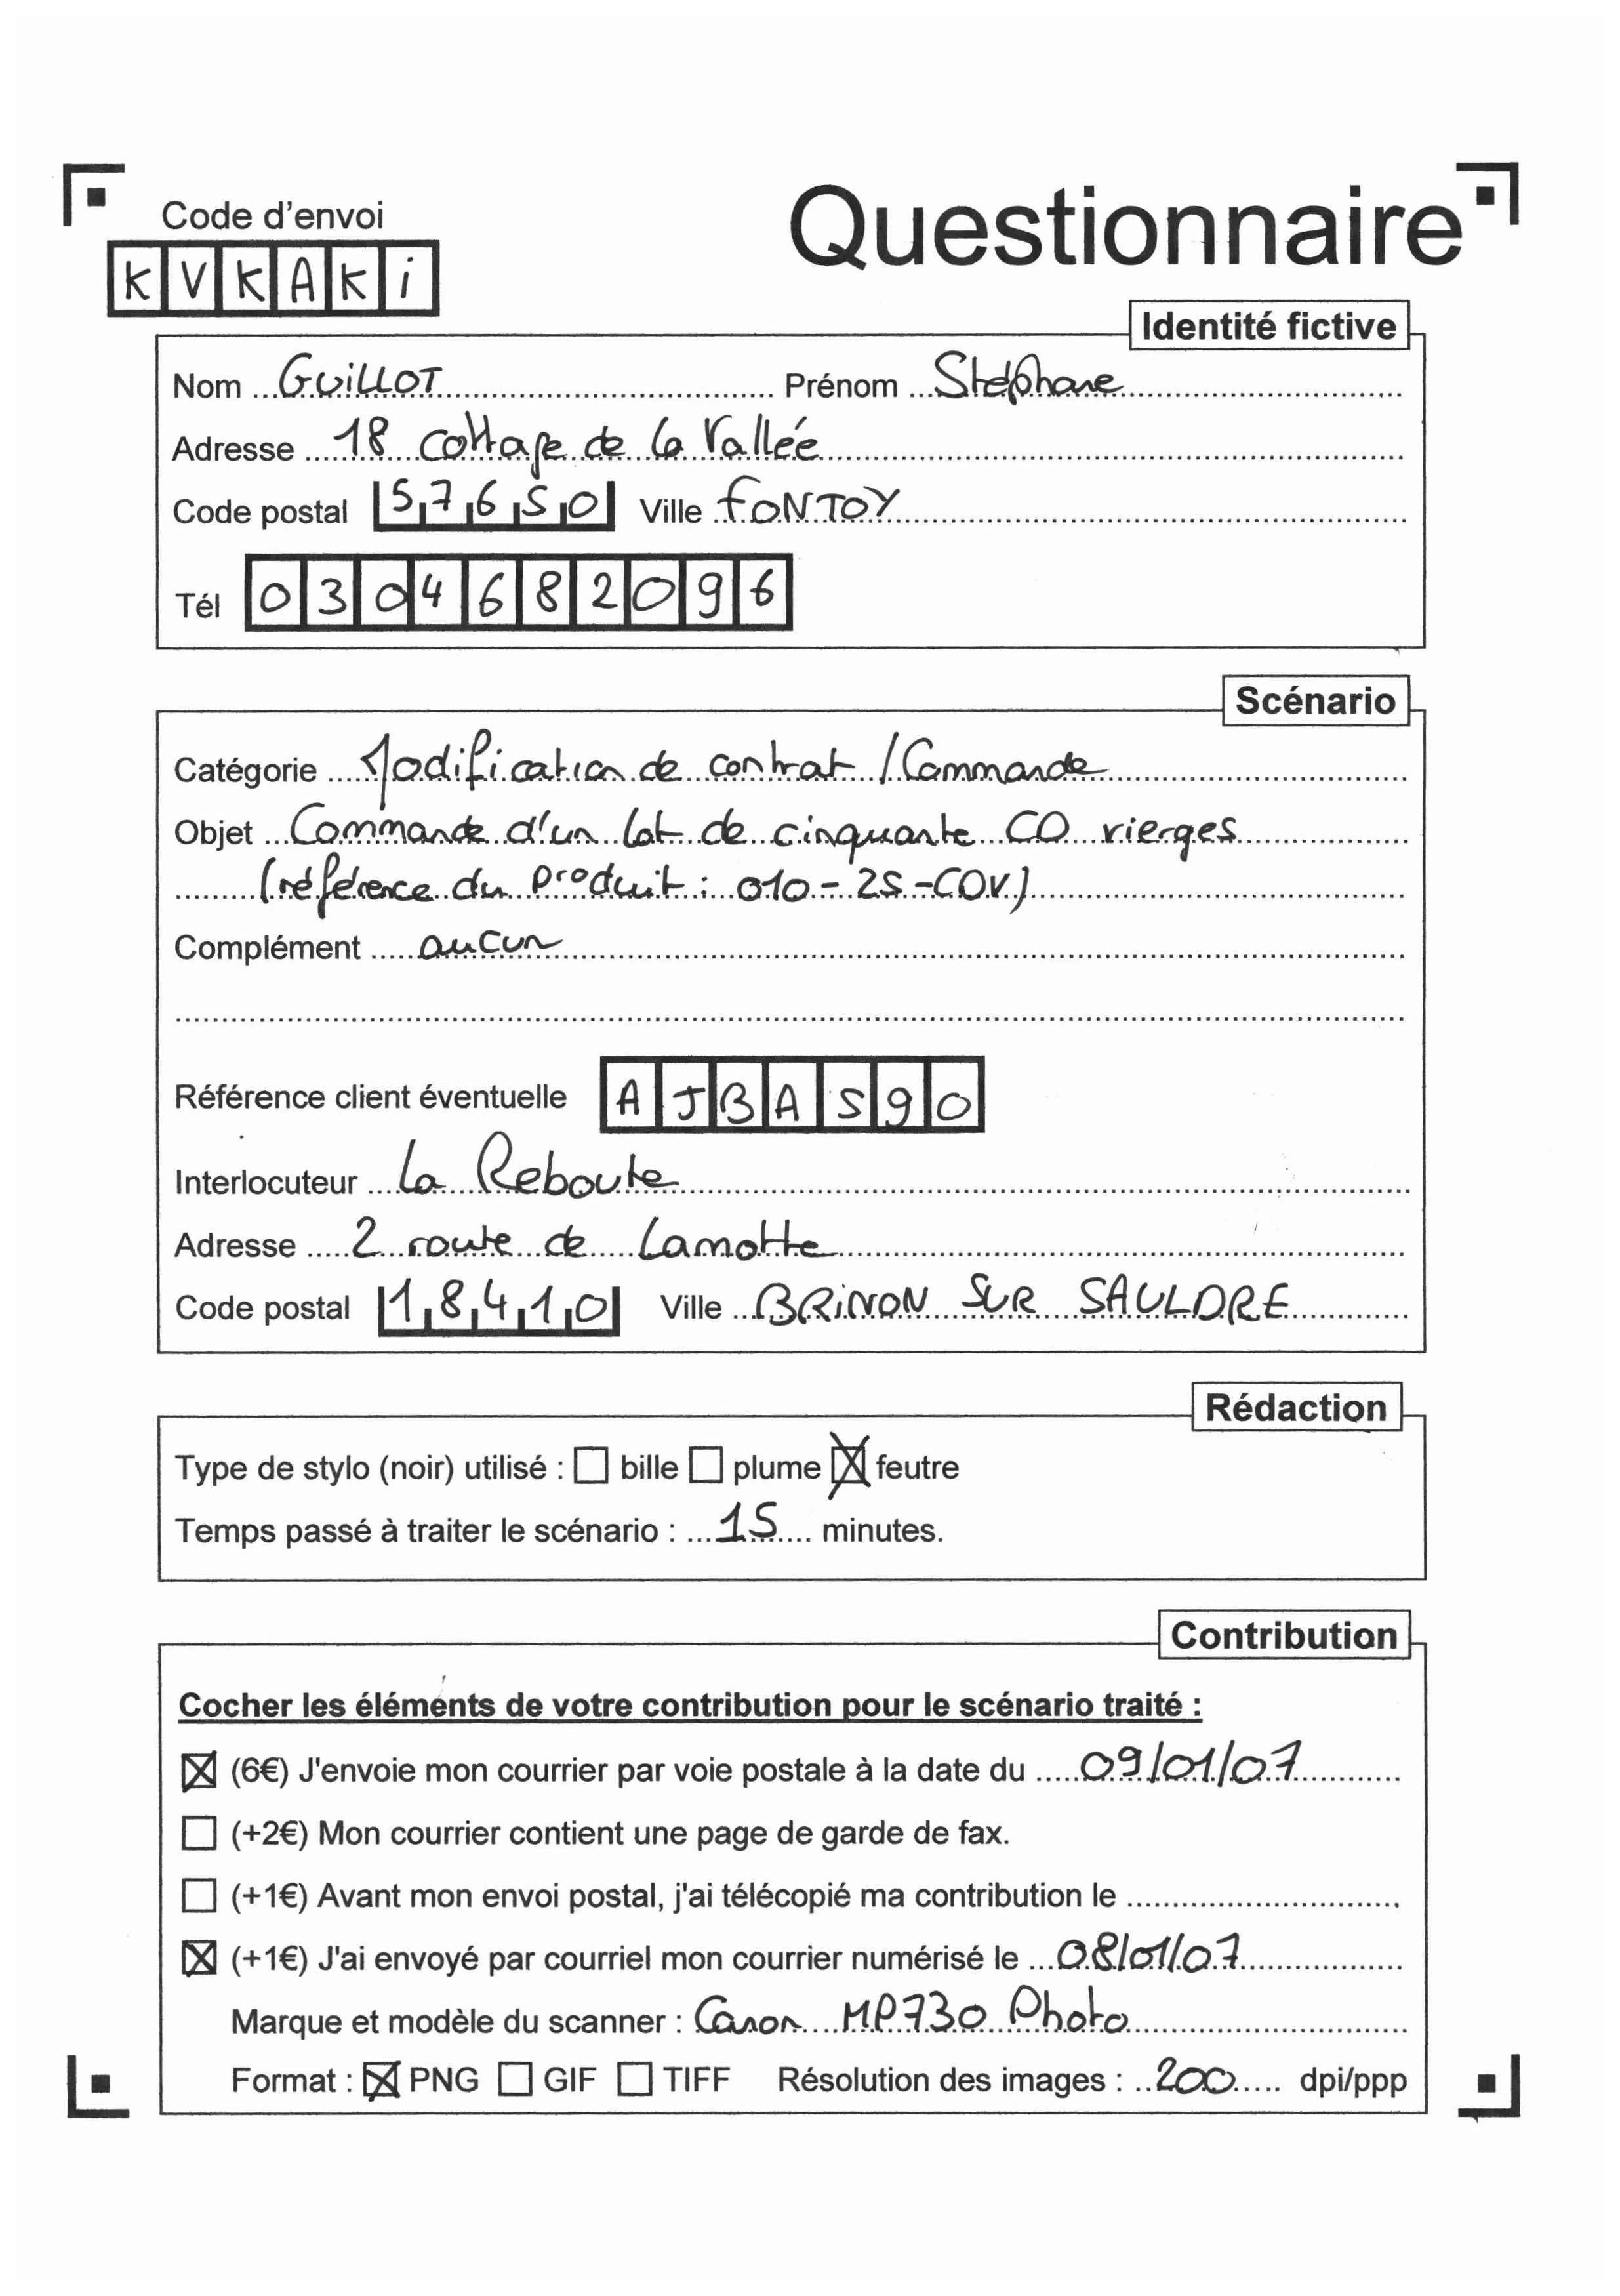 Code d'envoi
Questionnaire
KVKAKi
Identité fictive
Nom GUiLLOT Prénom Stéphane
Adresse 18 cottage de la Vallée
Code postal 57650 Ville FONTOY
Tél 0304682096
Scénario
Catégorie Modification de contrat / Commande
Objet Commande d'un lot de cinquante CD vierges
(référence du produit : 010-25-CDV)
Complément aucun
Référence client éventuelle AJBA590
Interlocuteur La Reboute
Adresse 2 route de Lamotte
Code postal 18410 Ville BRiNON SUR SAULDRE
Rédaction
Type de stylo (noir) utilisé : ☐ bille ☐ plume ☒ feutre
Temps passé à traiter le scénario : 15 minutes.
Contribution
Cocher les éléments de votre contribution pour le scénario traité :
☒ (6€) J'envoie mon courrier par voie postale à la date du 09/01/07
☐ (+2€) Mon courrier contient une page de garde de fax.
☐ (+1€) Avant mon envoi postal, j'ai télécopié ma contribution le
☒ (+1€) J'ai envoyé par courriel mon courrier numérisé le 08/01/07
Marque et modèle du scanner : Canon MP730 Photo
Format : ☒ PNG ☐ GIF ☐ TIFF Résolution des images : 200 dpi/ppp